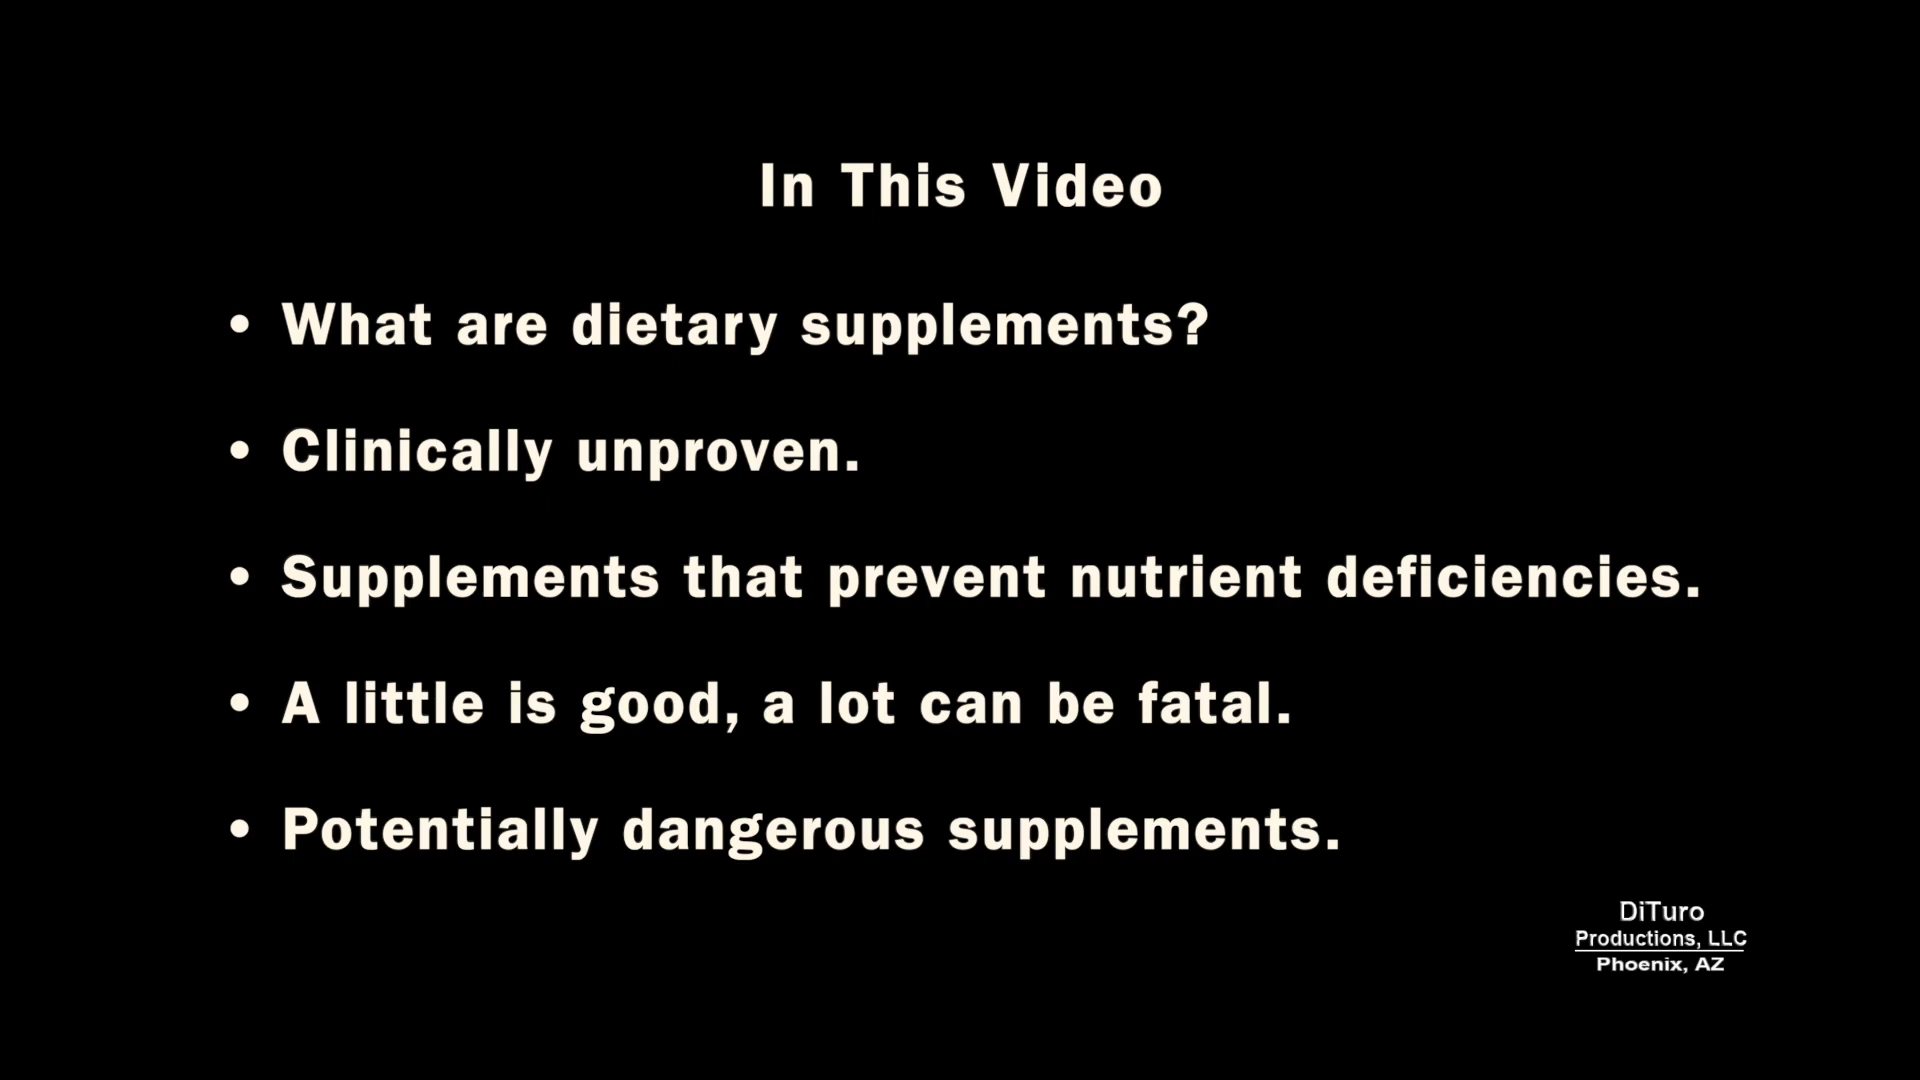 In This Video
• What are dietary supplements?
• Clinically unproven.
• Supplements that prevent nutrient deficiencies.
• A little is good, a lot can be fatal.
• Potentially dangerous supplements.
DiTuro
Productions, LLC
Phoenix, AZ